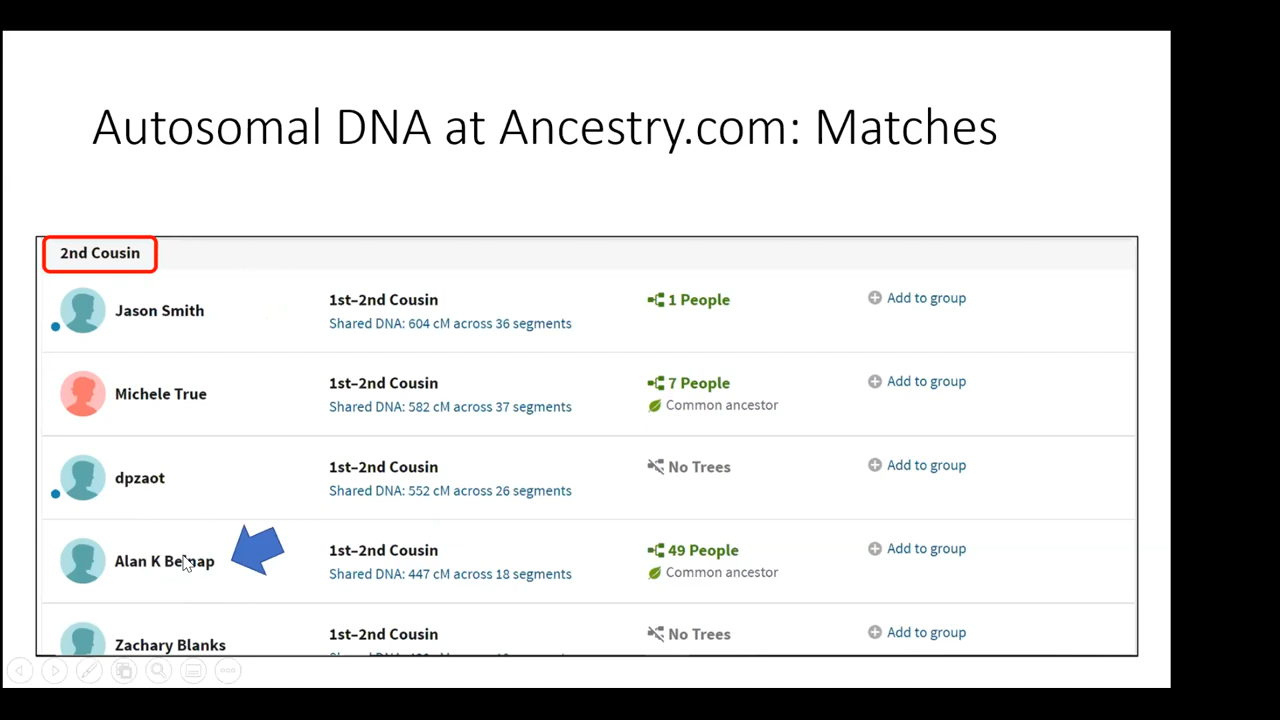 Autosomal DNA at Ancestry.com: Matches
2nd Cousin
Jason Smith
1st–2nd Cousin
Shared DNA: 604 cM across 36 segments
1 People
Add to group
Michele True
1st–2nd Cousin
Shared DNA: 582 cM across 37 segments
7 People
Common ancestor
Add to group
dpzaot
1st–2nd Cousin
Shared DNA: 552 cM across 26 segments
No Trees
Add to group
Alan K
1st–2nd Cousin
Shared DNA: 447 cM across 18 segments
49 People
Common ancestor
Add to group
Zachary Blanks
1st–2nd Cousin
No Trees
Add to group